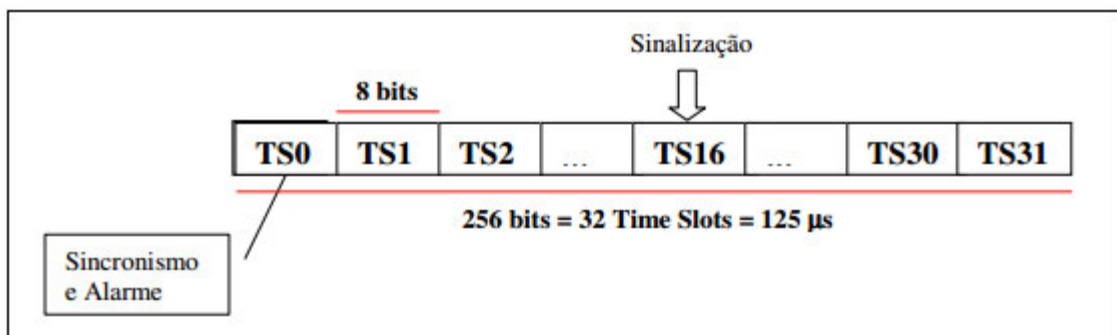 Sinalização
8 bits
TS0 TS1 TS2 ... TS16 ... TS30 TS31
256 bits = 32 Time Slots = 125 μs
Sincronismo
e Alarme